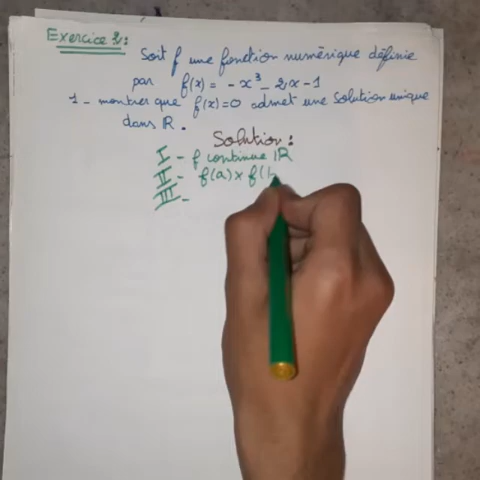 Exercice 2:
Soit f une fonction numérique définie
par f(x) = - x³ - 2x - 1
1 - montrer que f(x)=0 admet une solution unique
dans ℝ.
Solution:
I - f continue ℝ
II - f(a) x f(b
III -